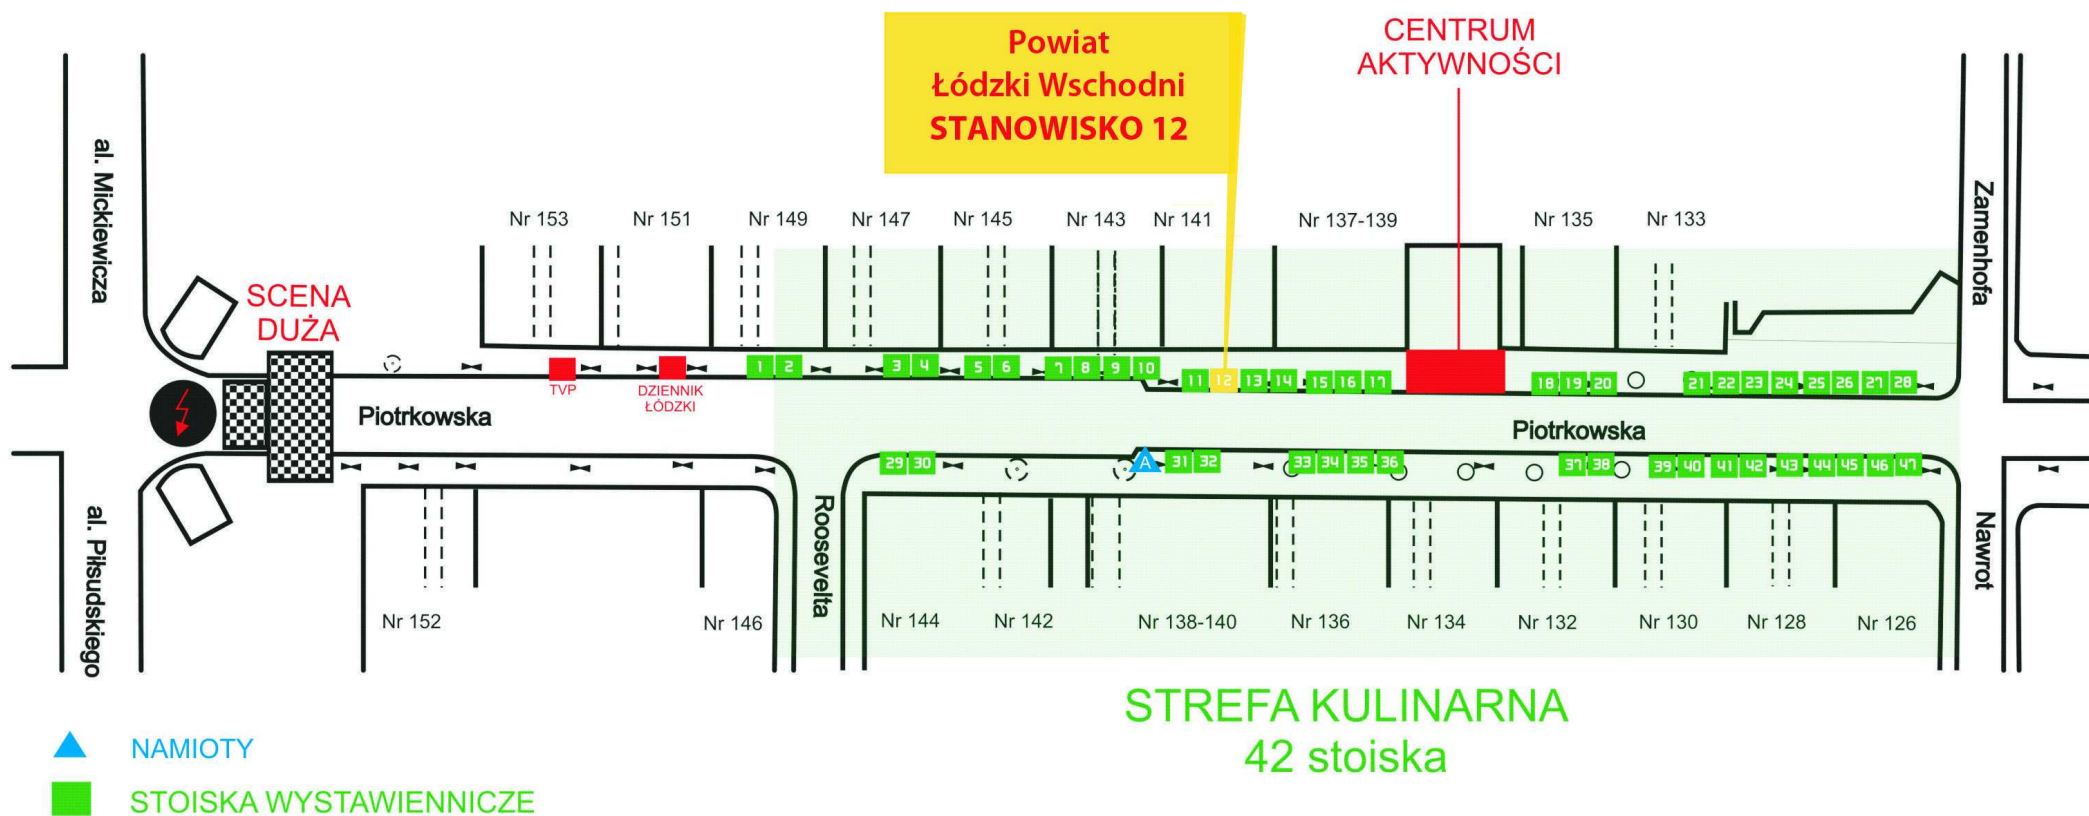 Powiat
Łódzki Wschodni
STANOWISKO 12
CENTRUM
AKTYWNOŚCI
al. Mickiewicza
Zamenhofa
Nr 153
Nr 151
Nr 149
Nr 147
Nr 145
Nr 143
Nr 141
Nr 137-139
Nr 135
Nr 133
SCENA
DUŻA
TVP
DZIENNIK
ŁÓDZKI
1 2 3 4 5 6 7 8 9 10 11 12 13 14 15 16 17 18 19 20 21 22 23 24 25 26 27 28
Piotrkowska
Piotrkowska
29 30 A 31 32 33 34 35 36 37 38 39 40 41 42 43 44 45 46 47
al. Piłsudskiego
Roosevelta
Nawrot
Nr 152
Nr 146
Nr 144
Nr 142
Nr 138-140
Nr 136
Nr 134
Nr 132
Nr 130
Nr 128
Nr 126
STREFA KULINARNA
42 stoiska
NAMIOTY
STOISKA WYSTAWIENNICZE